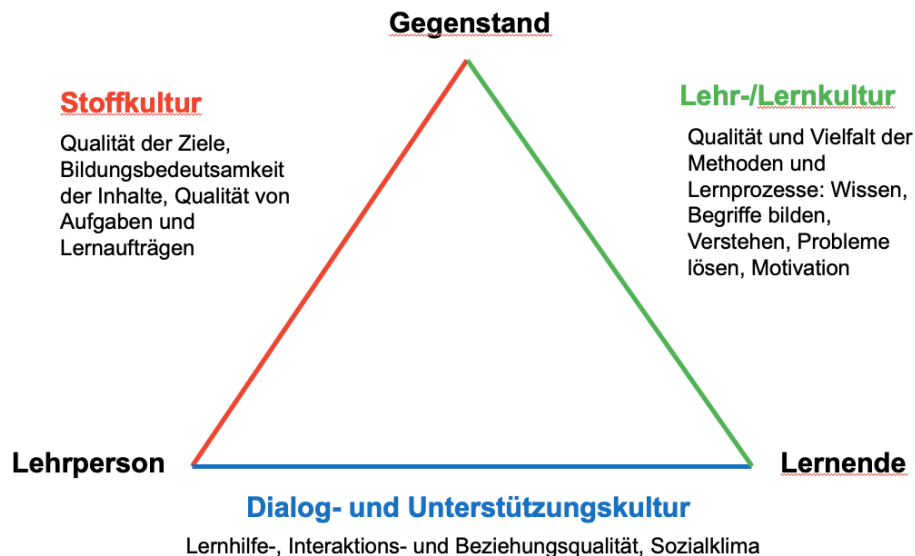 Gegenstand
Stoffkultur
Qualität der Ziele,
Bildungsbedeutsamkeit
der Inhalte, Qualität von
Aufgaben und
Lernaufträgen
Lehr-/Lernkultur
Qualität und Vielfalt der
Methoden und
Lernprozesse: Wissen,
Begriffe bilden,
Verstehen, Probleme
lösen, Motivation
Lehrperson
Lernende
Dialog- und Unterstützungskultur
Lernhilfe-, Interaktions- und Beziehungsqualität, Sozialklima